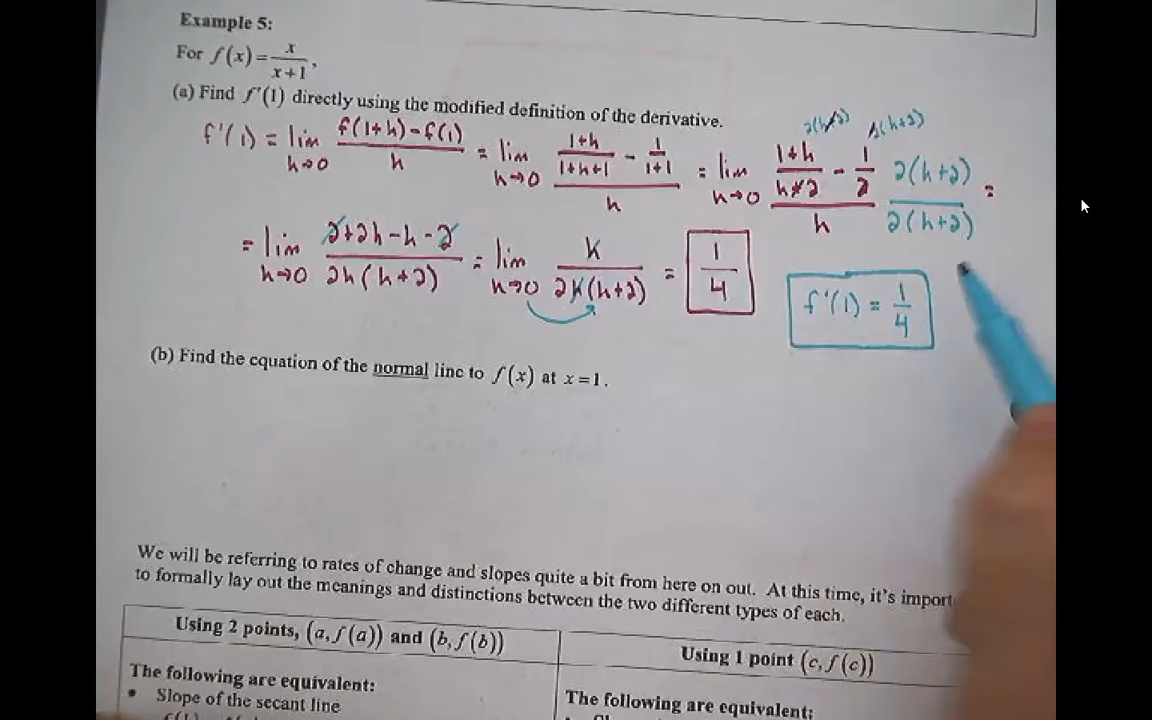 Example 5:
For f(x) = x/(x+1),
(a) Find f'(1) directly using the modified definition of the derivative.
2(h+2) 2(h+2)
f'(1) = lim h→0 (f(1+h) - f(1))/h = lim h→0 ((1+h)/(1+h+1) - 1/(1+1))/h = lim h→0 ((1+h)/(h+2) - 1/2)/h 2(h+2)/2(h+2) =
= lim h→0 (2+2h-h-2)/(2h(h+2)) = lim h→0 h/(2h(h+2)) = 1/4
f'(1) = 1/4
(b) Find the equation of the normal line to f(x) at x=1.
We will be referring to rates of change and slopes quite a bit from here on out. At this time, it's import
to formally lay out the meanings and distinctions between the two different types of each.
Using 2 points, (a, f(a)) and (b, f(b))
Using 1 point (c, f(c))
The following are equivalent:
• Slope of the secant line
The following are equivalent: